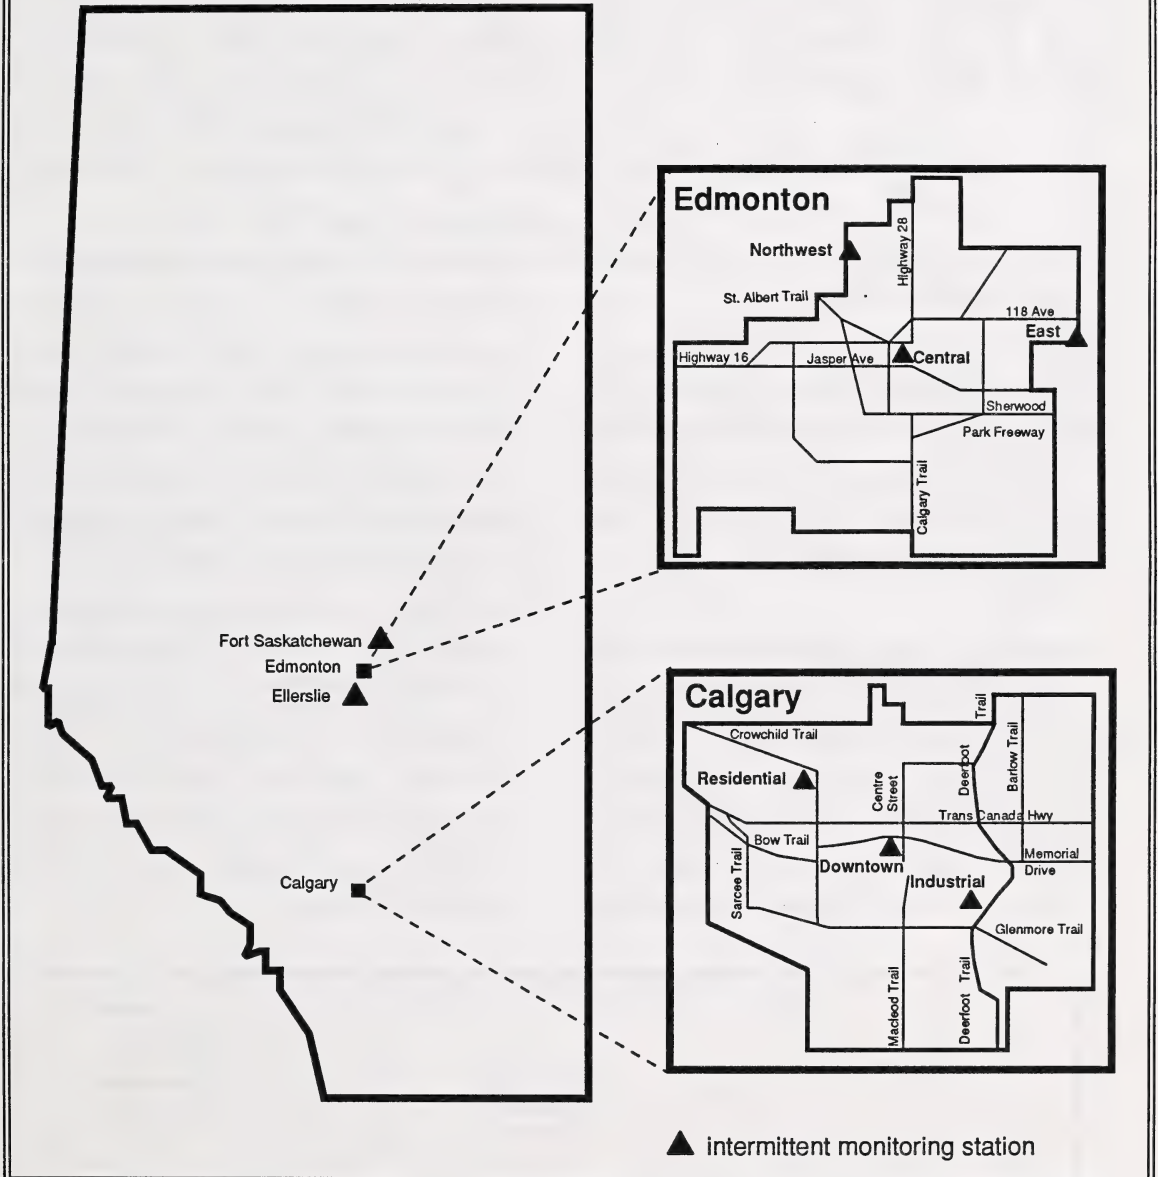 Edmonton
Northwest
Highway 28
St. Albert Trail
118 Ave
East
Highway 16
Jasper Ave
Central
Sherwood
Park Freeway
Calgary Trail
Fort Saskatchewan
Edmonton
Ellerslie
Calgary
Calgary
Crowchild Trail
Trail
Deerfoot
Barlow Trail
Residential
Centre
Street
Trans Canada Hwy
Bow Trail
Memorial
Drive
Downtown
Sarcee Trail
Industrial
Glenmore Trail
Macleod Trail
Deerfoot Trail
intermittent monitoring station